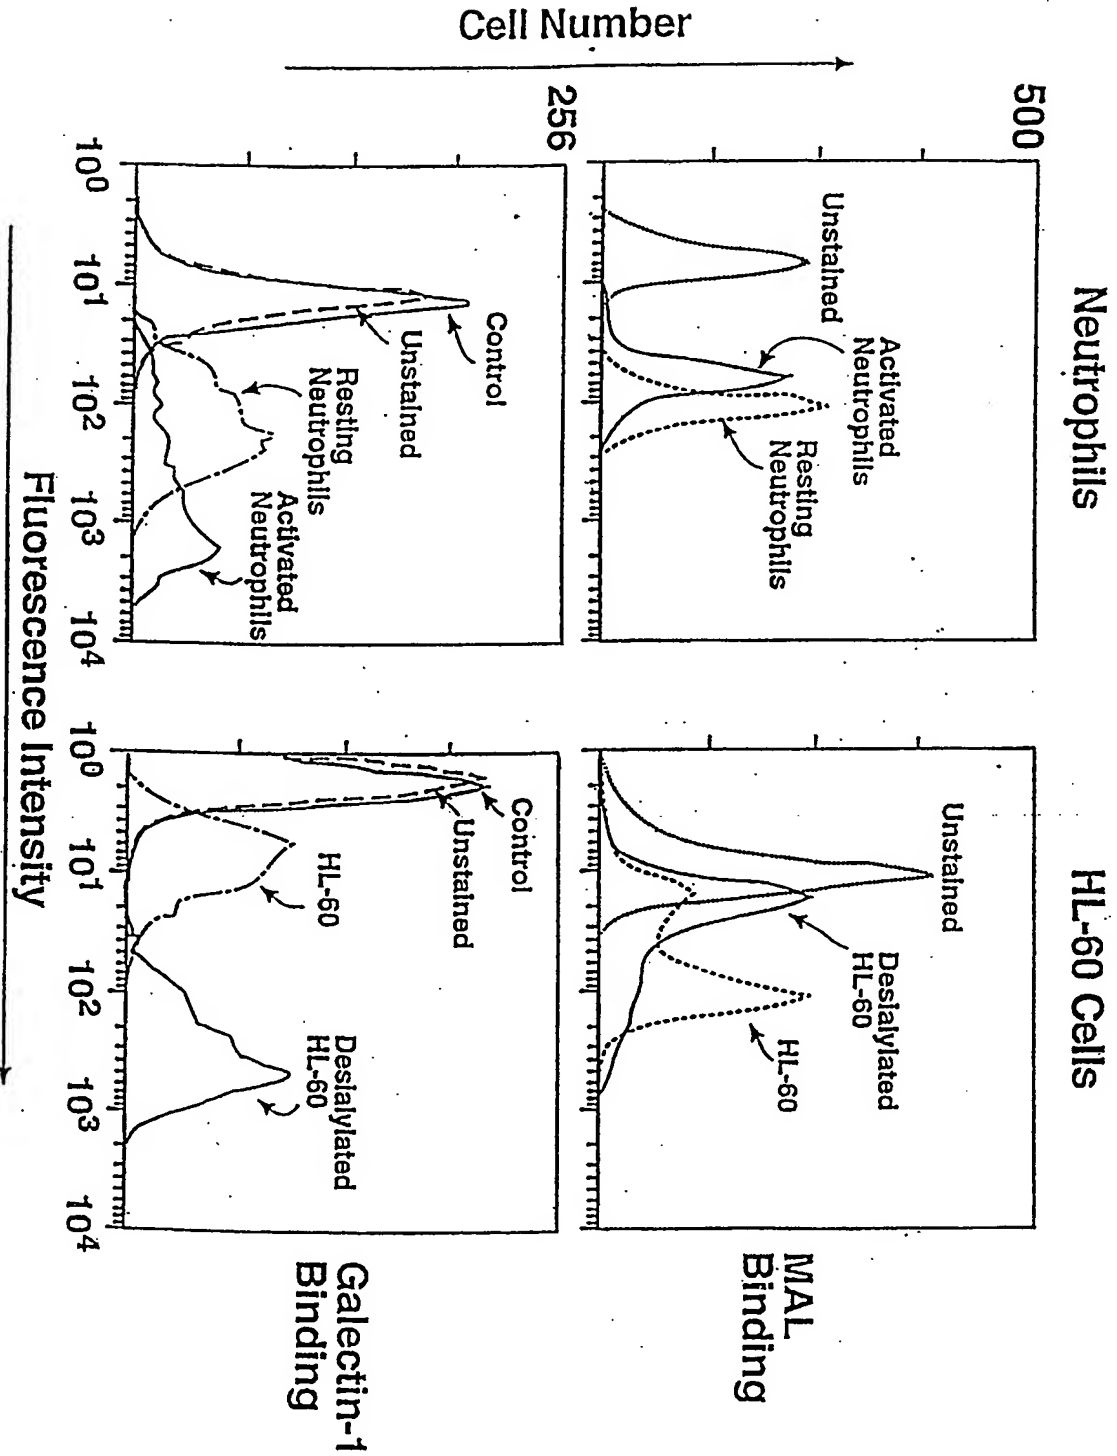 Neutrophils
HL-60 Cells
Cell Number
500
Unstained
Activated
Neutrophils
Resting
Neutrophils
Unstained
Desialylated
HL-60
HL-60
MAL
Binding
256
Control
Unstained
Resting
Neutrophils
Activated
Neutrophils
Control
Unstained
HL-60
Desialylated
HL-60
Galectin-1
Binding
10⁰ 10¹ 10² 10³ 10⁴
10⁰ 10¹ 10² 10³ 10⁴
Fluorescence Intensity